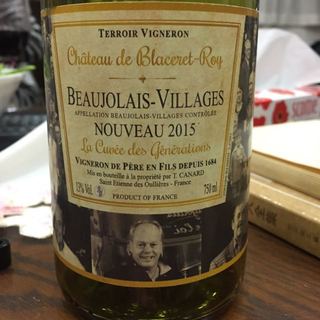 TERROIR VIGNERON
Château de Blaceret-Roy
BEAUJOLAIS-VILLAGES
APPELLATION BEAUJOLAIS-VILLAGES CONTRÔLÉE
NOUVEAU 2015
La Cuvée des Générations
VIGNERON DE PÈRE EN FILS DEPUIS 1684
Mis en bouteille à la propriété par T. CANARD
13% Vol. Saint Etienne des Oullières - France 750 ml
PRODUCT OF FRANCE